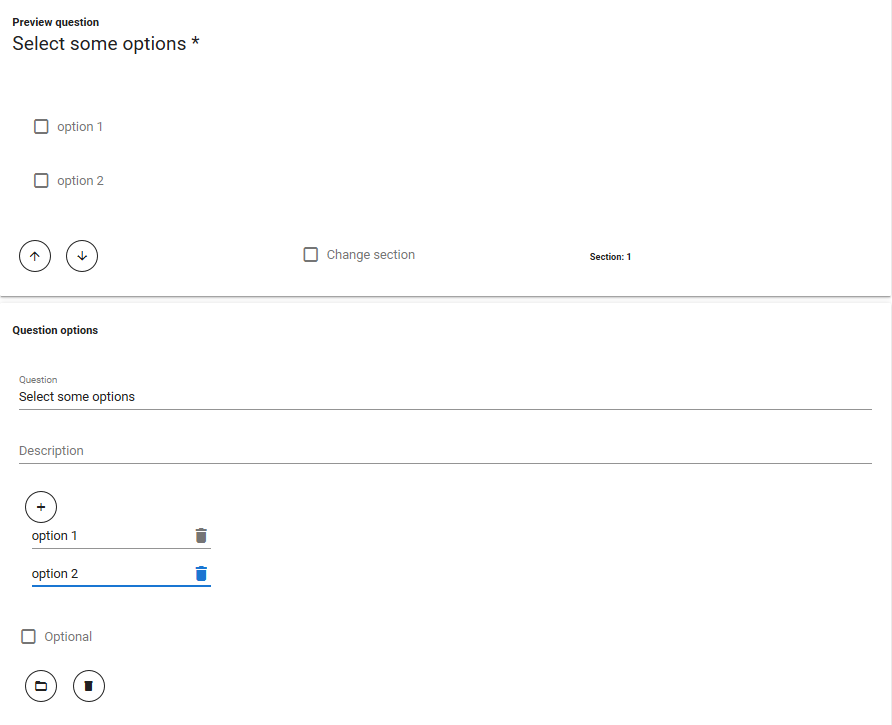 Preview question
Select some options *
option 1
option 2
Change section
Section: 1
Question options
Question
Select some options
Description
option 1
option 2
Optional